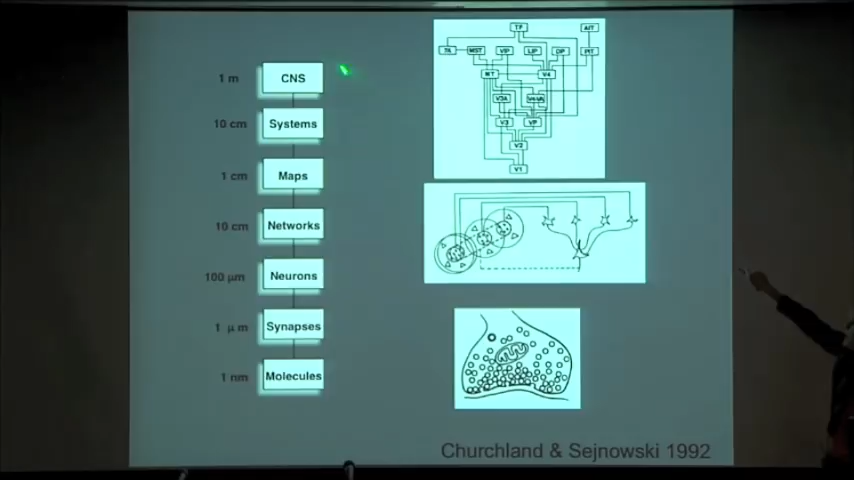 1 m CNS
10 cm Systems
1 cm Maps
10 cm Networks
100 μm Neurons
1 μm Synapses
1 nm Molecules
TF AIT
MST VIP LIP DP PIT
MT V4
V3A
V3 VP
V2
V1
Churchland & Sejnowski 1992